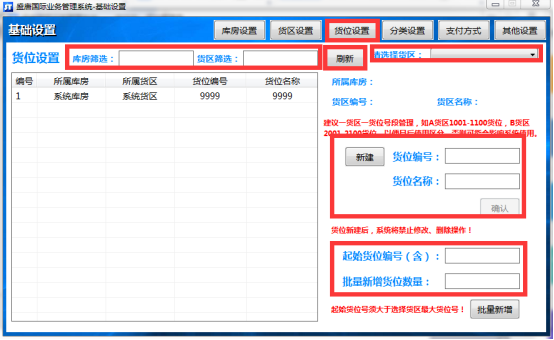 盛唐国际业务管理系统-基础设置
基础设置 库房设置 货区设置 货位设置 分类设置 支付方式 其他设置
货位设置 库房筛选： 货区筛选： 刷新 请选择货区：
编号 所属库房 所属货区 货位编号 货位名称
1 系统库房 系统货区 9999 9999
所属库房：
货区编号： 货区名称：
建议一货区一货位号段管理，如A货区1001-1100货位，B货区
2001-2100货位，以便日后使用区分，否则可能会影响系统使用。
新建 货位编号：
货位名称：
确认
货位新建后，系统将禁止修改、删除操作！
起始货位编号（含）：
批量新增货位数量：
起始货位号须大于选择货区最大货位号！ 批量新增